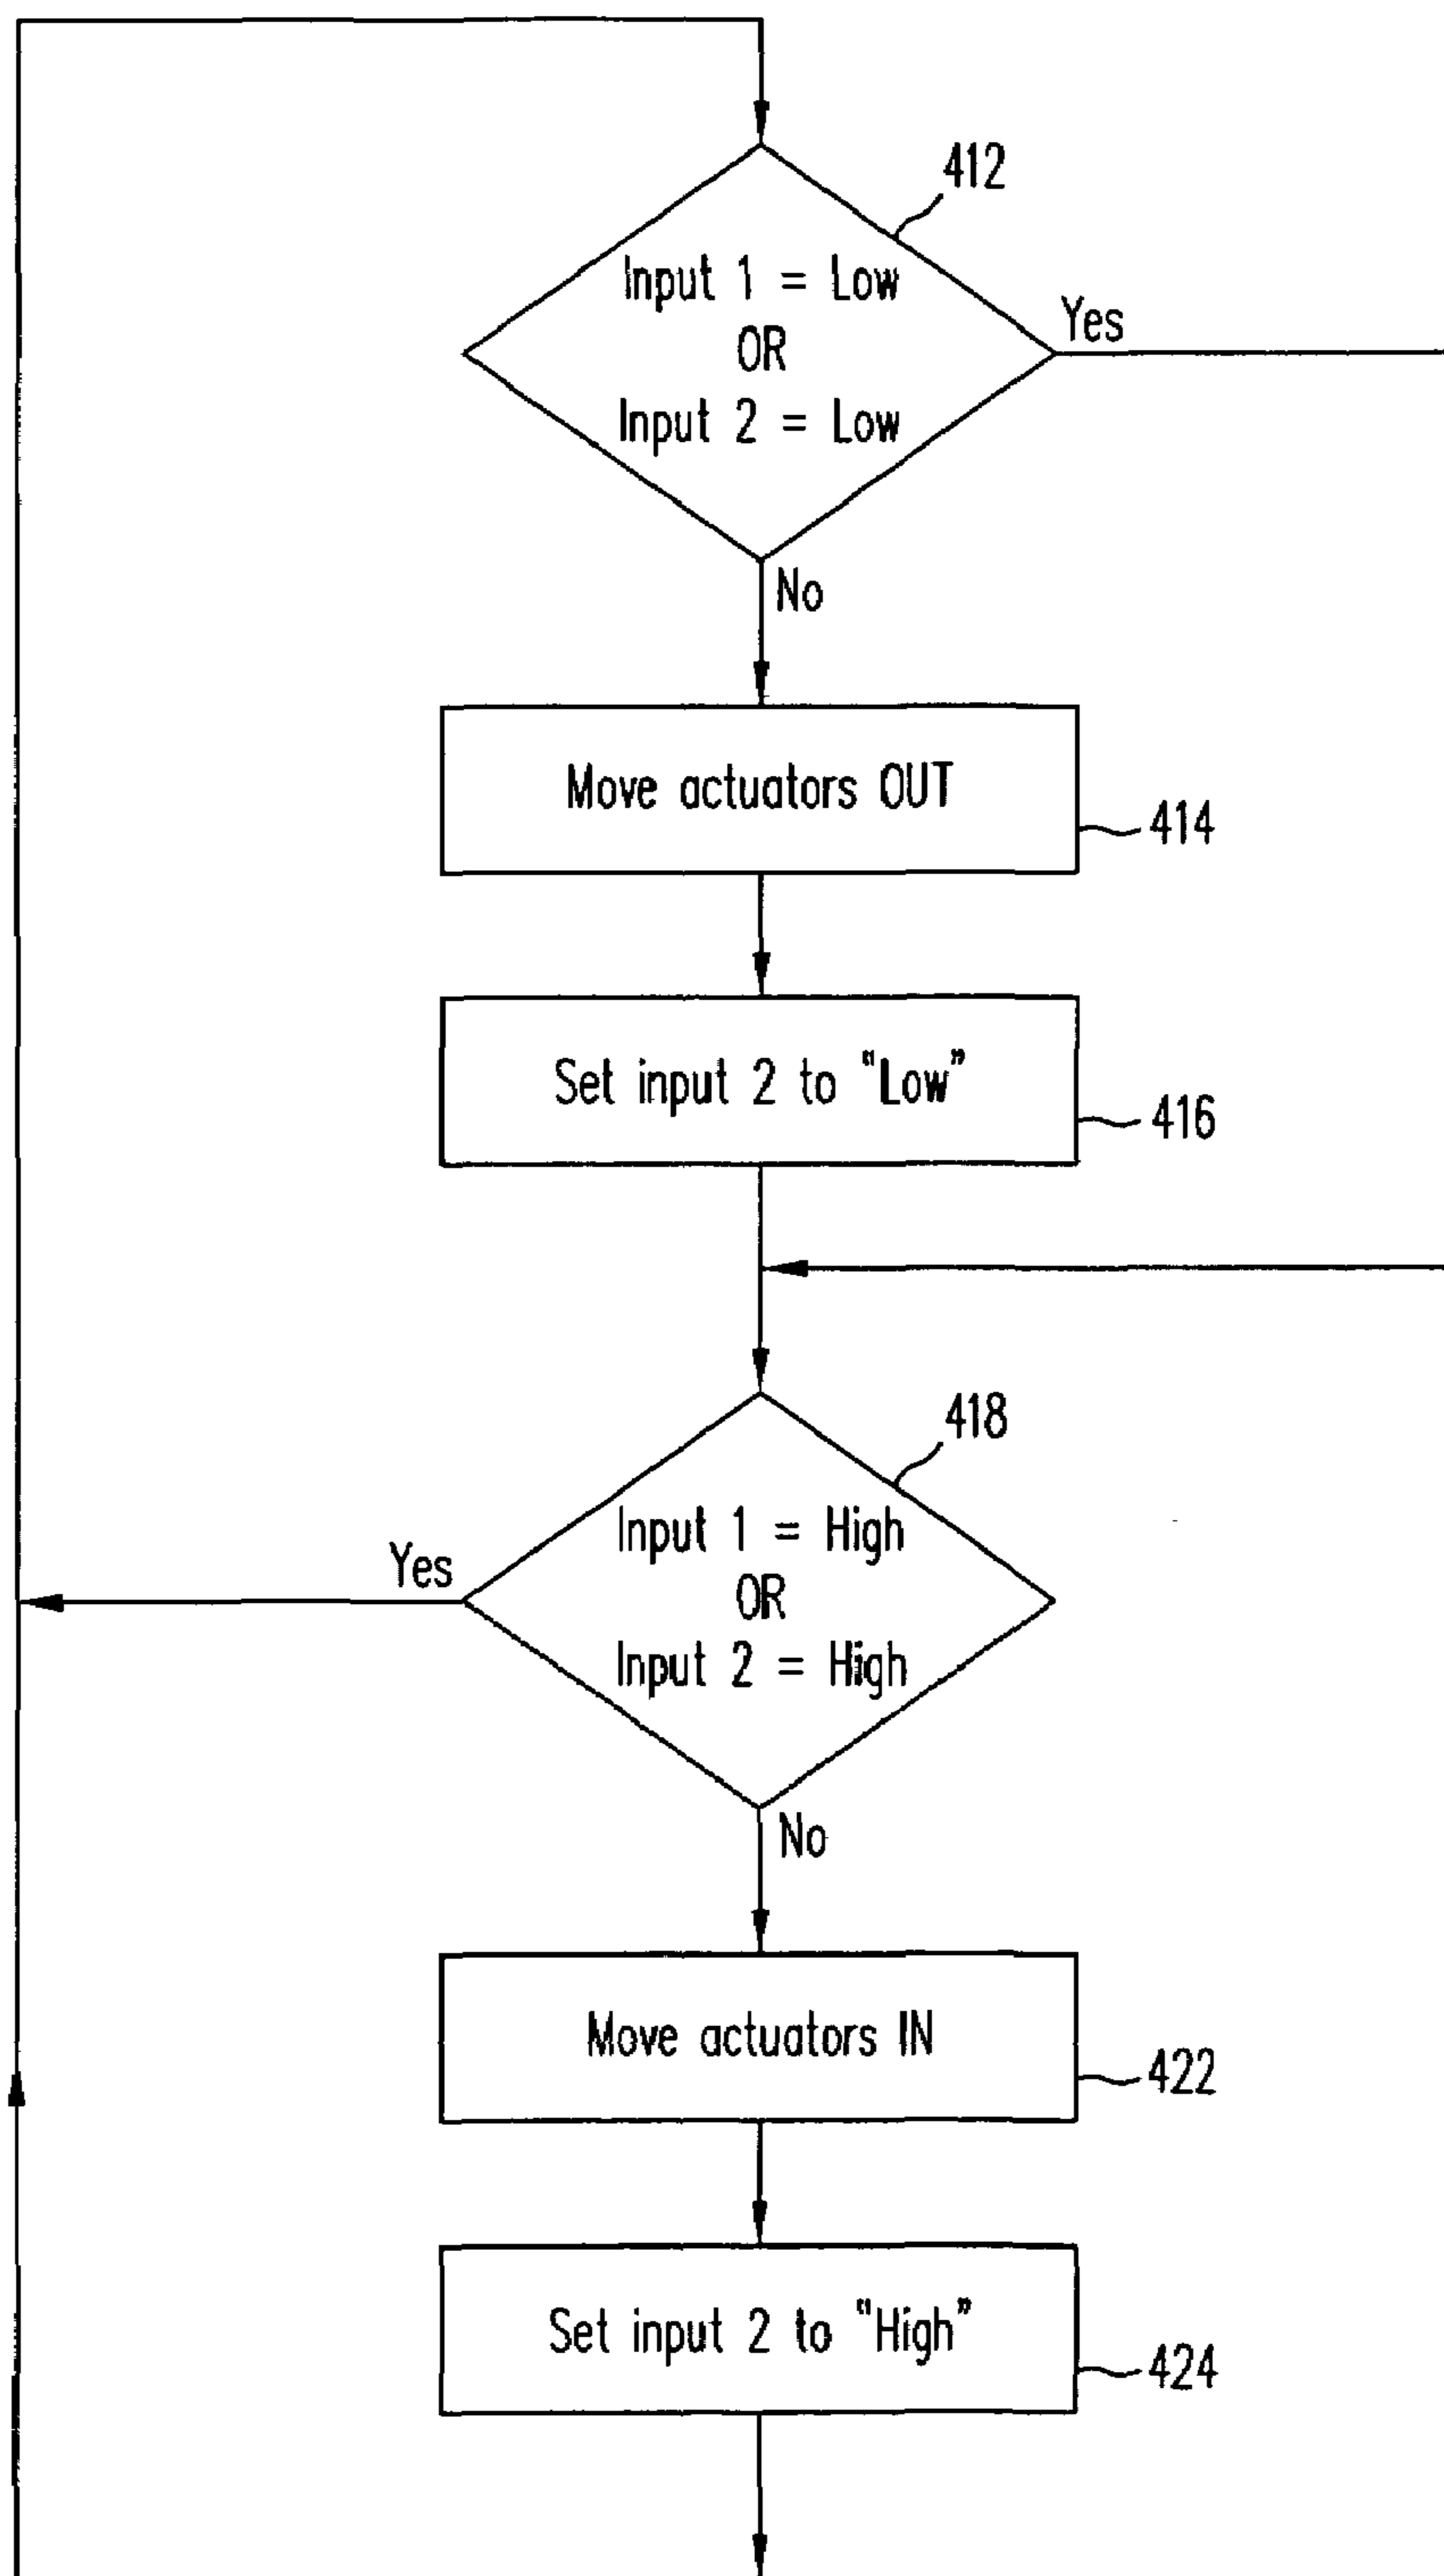 412
Input 1 = Low
OR
Input 2 = Low
Yes
No
Move actuators OUT
414
Set input 2 to "Low"
416
418
Input 1 = High
OR
Input 2 = High
Yes
No
Move actuators IN
422
Set input 2 to "High"
424